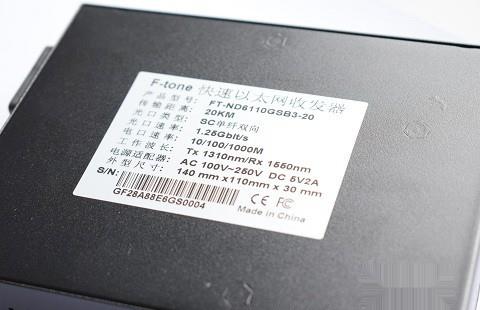 F-tone 快速以太网收发器
产品型号: FT-ND6110GSB3-20
传输距离: 20KM
光口类型: SC单纤双向
光口速率: 1.25Gbit/s
电口速率: 10/100/1000M
工作波长: Tx 1310nm/Rx 1550nm
电源适配器: AC 100V~250V DC 5V2A
外型尺寸: 140 mm x110mm x 30 mm
S/N:
GF28A88E6GS0004
CE FC
Made in China